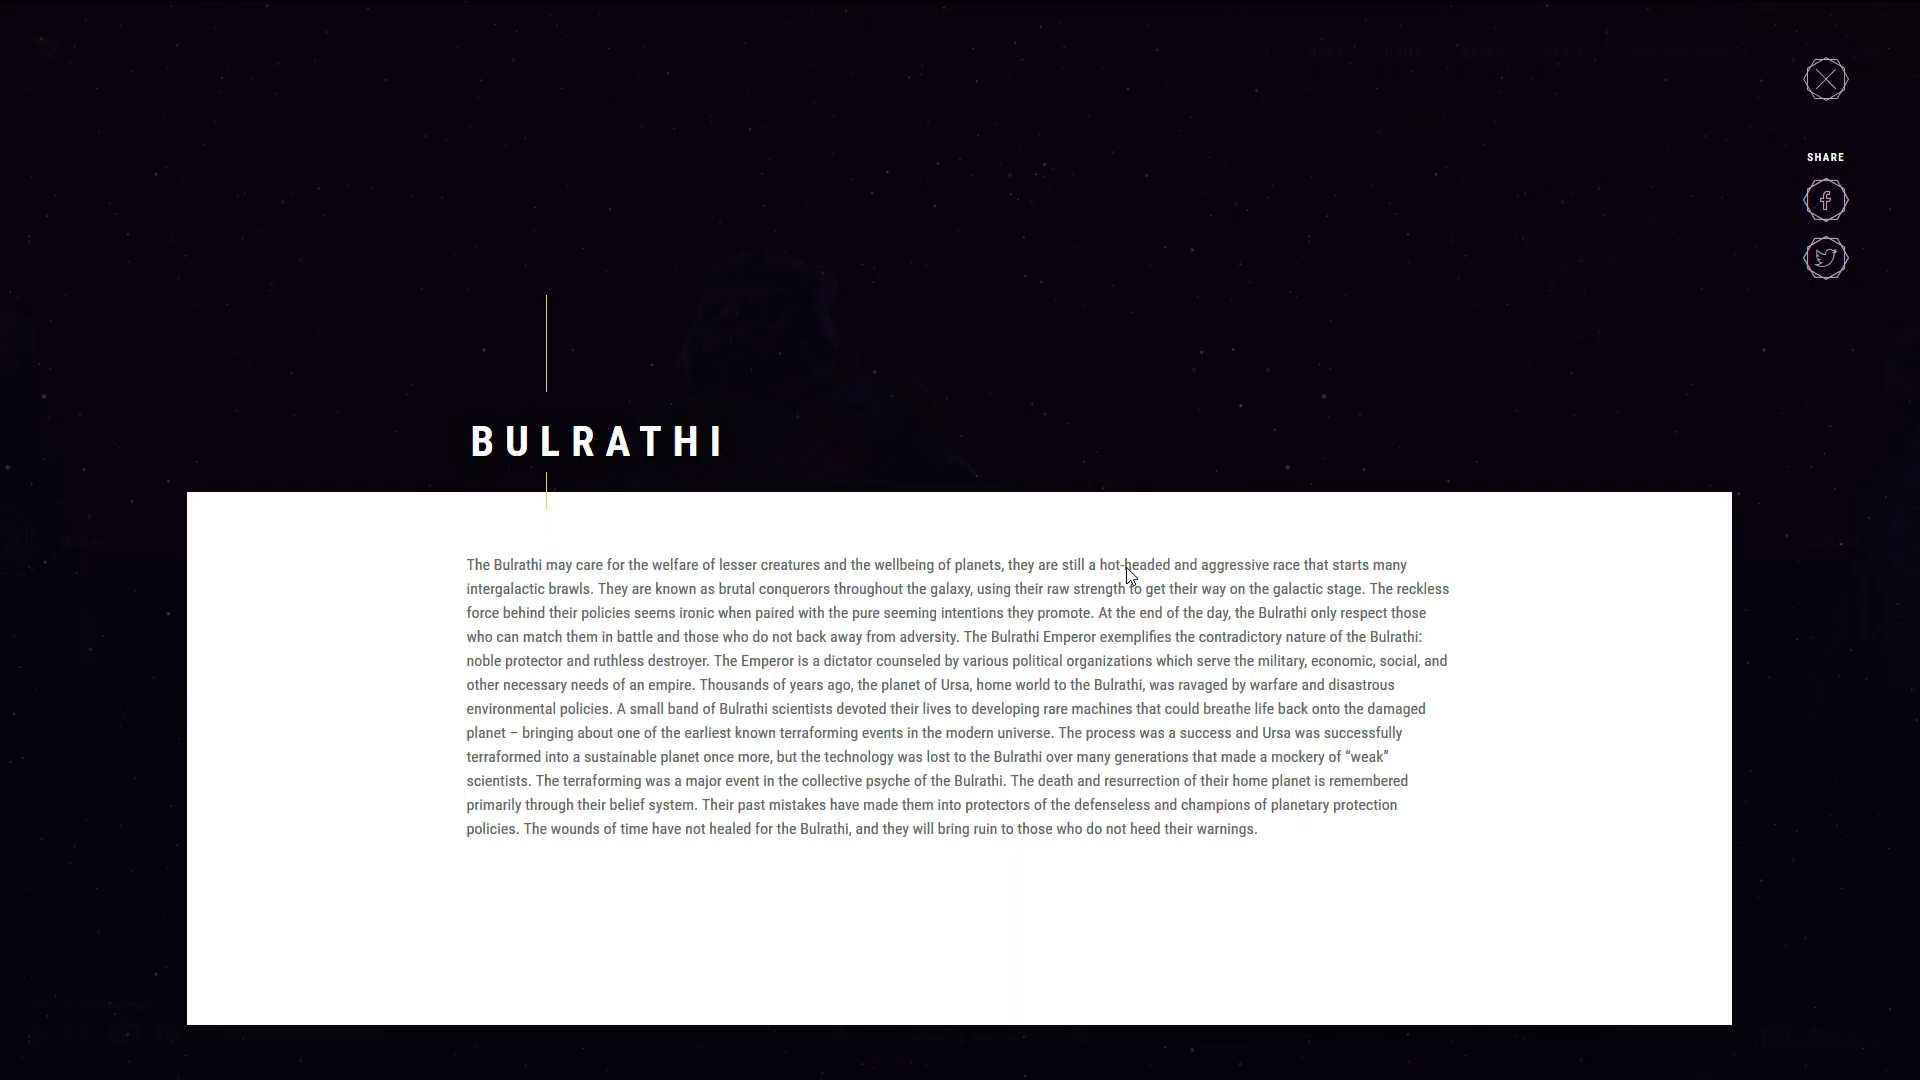 SHARE
BULRATHI
The Bulrathi may care for the welfare of lesser creatures and the wellbeing of planets, they are still a hot-headed and aggressive race that starts many
intergalactic brawls. They are known as brutal conquerors throughout the galaxy, using their raw strength to get their way on the galactic stage. The reckless
force behind their policies seems ironic when paired with the pure seeming intentions they promote. At the end of the day, the Bulrathi only respect those
who can match them in battle and those who do not back away from adversity. The Bulrathi Emperor exemplifies the contradictory nature of the Bulrathi:
noble protector and ruthless destroyer. The Emperor is a dictator counseled by various political organizations which serve the military, economic, social, and
other necessary needs of an empire. Thousands of years ago, the planet of Ursa, home world to the Bulrathi, was ravaged by warfare and disastrous
environmental policies. A small band of Bulrathi scientists devoted their lives to developing rare machines that could breathe life back onto the damaged
planet – bringing about one of the earliest known terraforming events in the modern universe. The process was a success and Ursa was successfully
terraformed into a sustainable planet once more, but the technology was lost to the Bulrathi over many generations that made a mockery of “weak”
scientists. The terraforming was a major event in the collective psyche of the Bulrathi. The death and resurrection of their home planet is remembered
primarily through their belief system. Their past mistakes have made them into protectors of the defenseless and champions of planetary protection
policies. The wounds of time have not healed for the Bulrathi, and they will bring ruin to those who do not heed their warnings.